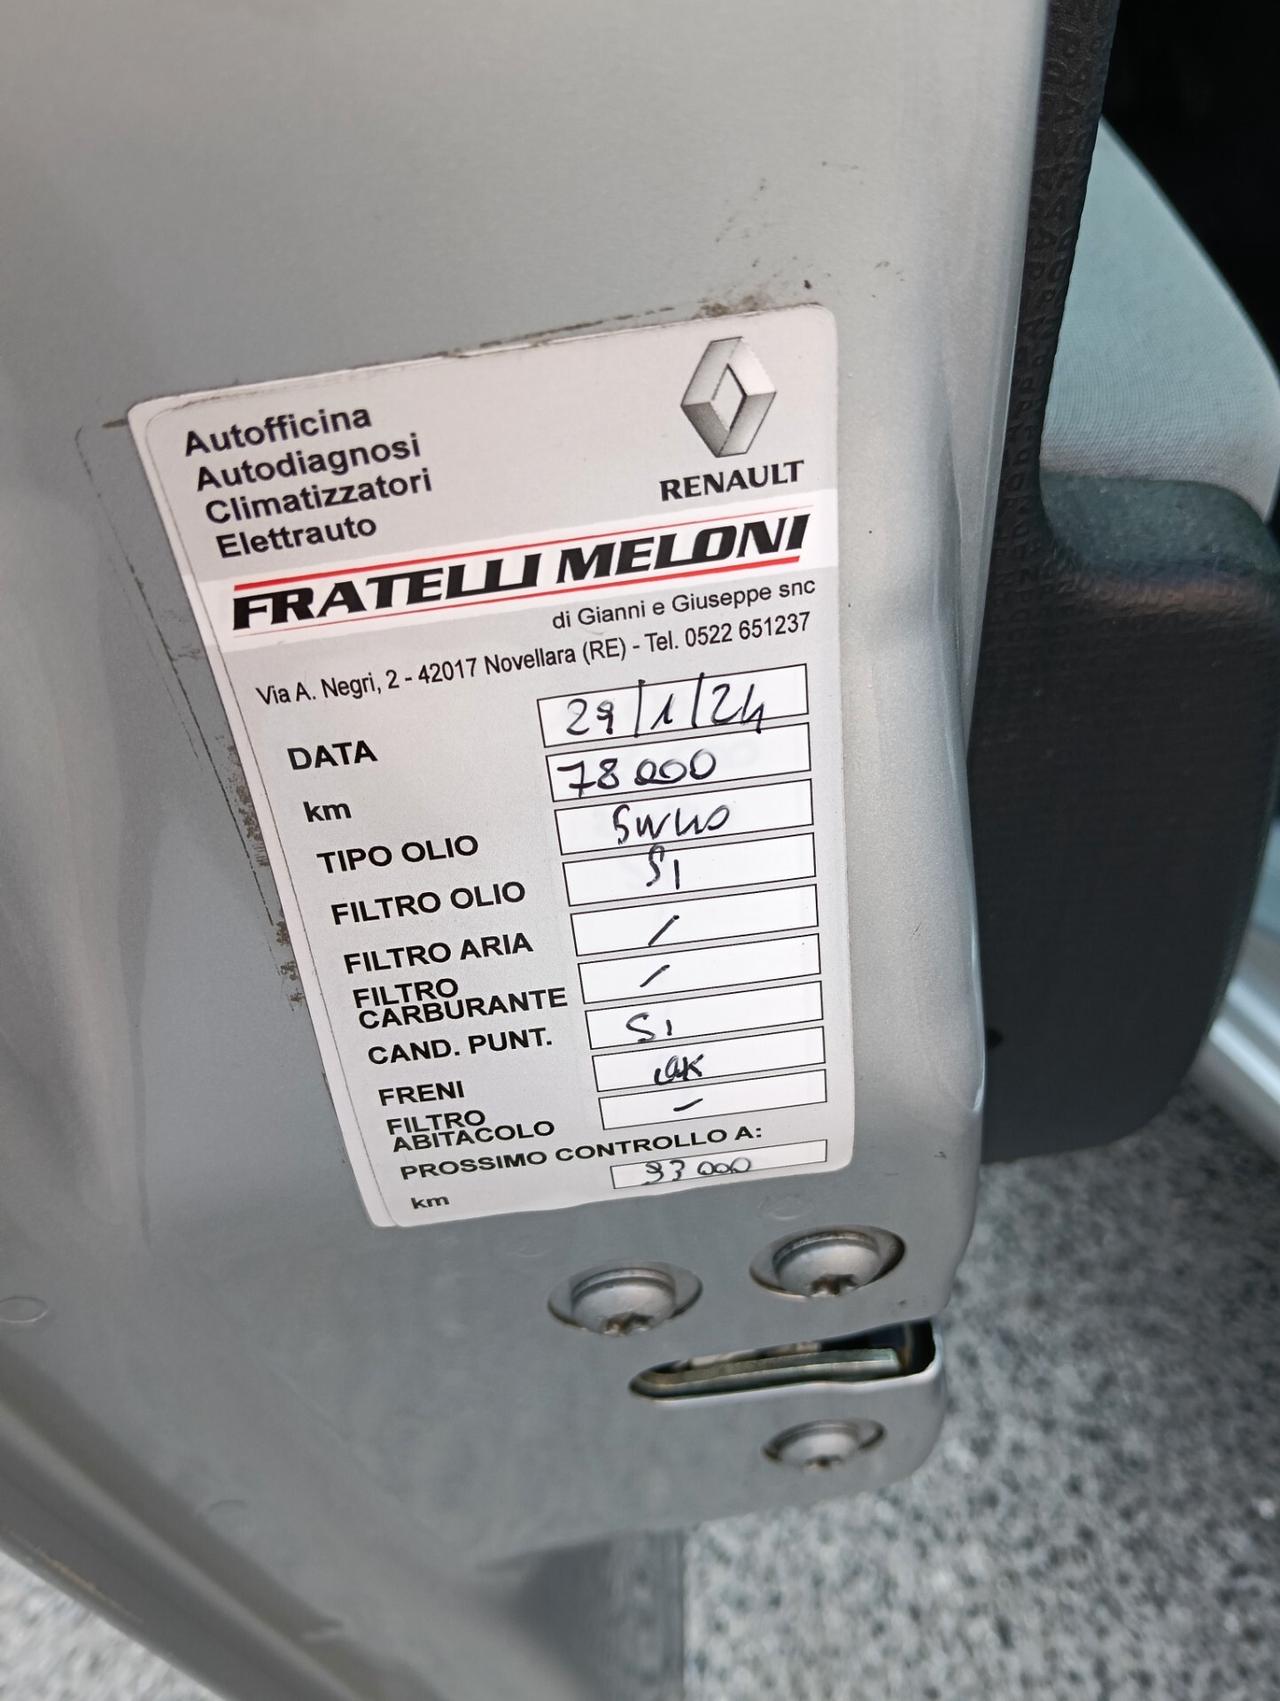 Autofficina
Autodiagnosi
Climatizzatori
Elettrauto
RENAULT
FRATELLI MELONI
di Gianni e Giuseppe snc
Via A. Negri, 2 - 42017 Novellara (RE) - Tel. 0522 651237
DATA 29/1/24
km 78000
TIPO OLIO 5W40
FILTRO OLIO SI
FILTRO ARIA /
FILTRO
CARBURANTE /
CAND. PUNT. SI
FRENI OK
FILTRO
ABITACOLO -
PROSSIMO CONTROLLO A:
km 93000